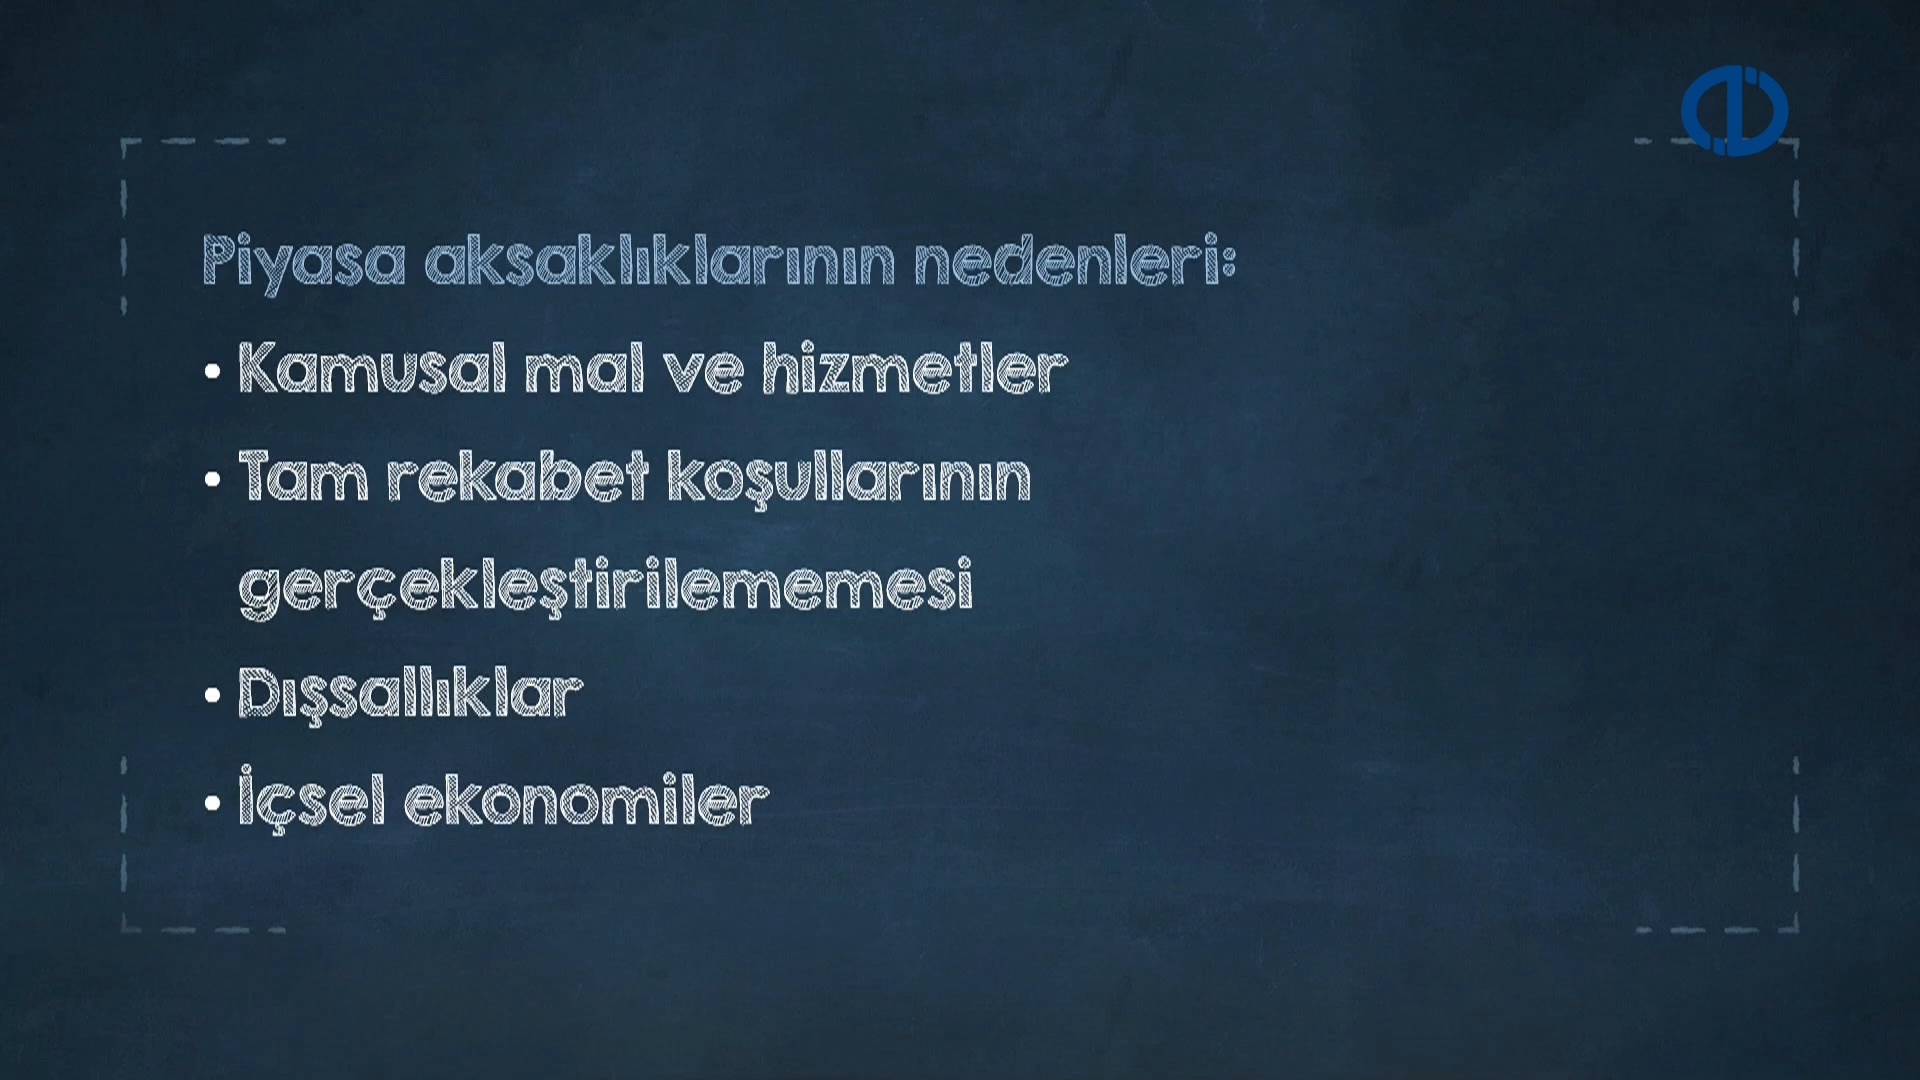 Piyasa aksaklıklarının nedenleri:
• Kamusal mal ve hizmetler
• Tam rekabet koşullarının
gerçekleştirilememesi
• Dışsallıklar
• İçsel ekonomiler